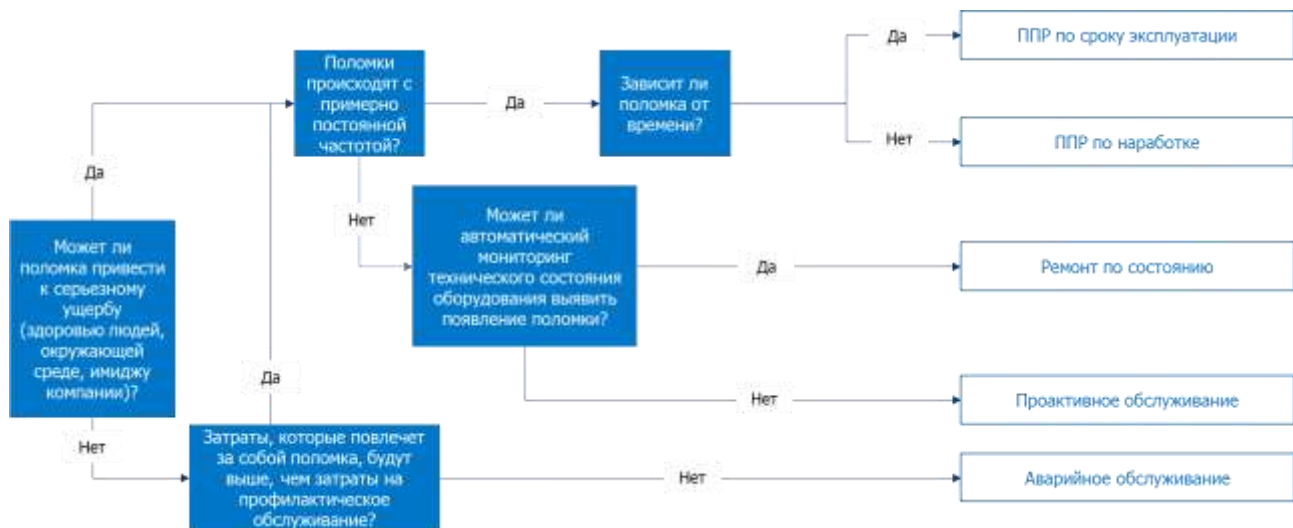 Может ли
поломка привести
к серьезному
ущербу
(здоровью людей,
окружающей
среде, имиджу
компании)?
Да
Нет
Затраты, которые повлечет
за собой поломка, будут
выше, чем затраты на
профилактическое
обслуживание?
Да
Нет
Поломки
происходят с
примерно
постоянной
частотой?
Да
Нет
Зависит ли
поломка от
времени?
Да
Нет
Может ли
автоматический
мониторинг
технического состояния
оборудования выявить
появление поломки?
Да
Нет
ППР по сроку эксплуатации
ППР по наработке
Ремонт по состоянию
Проактивное обслуживание
Аварийное обслуживание